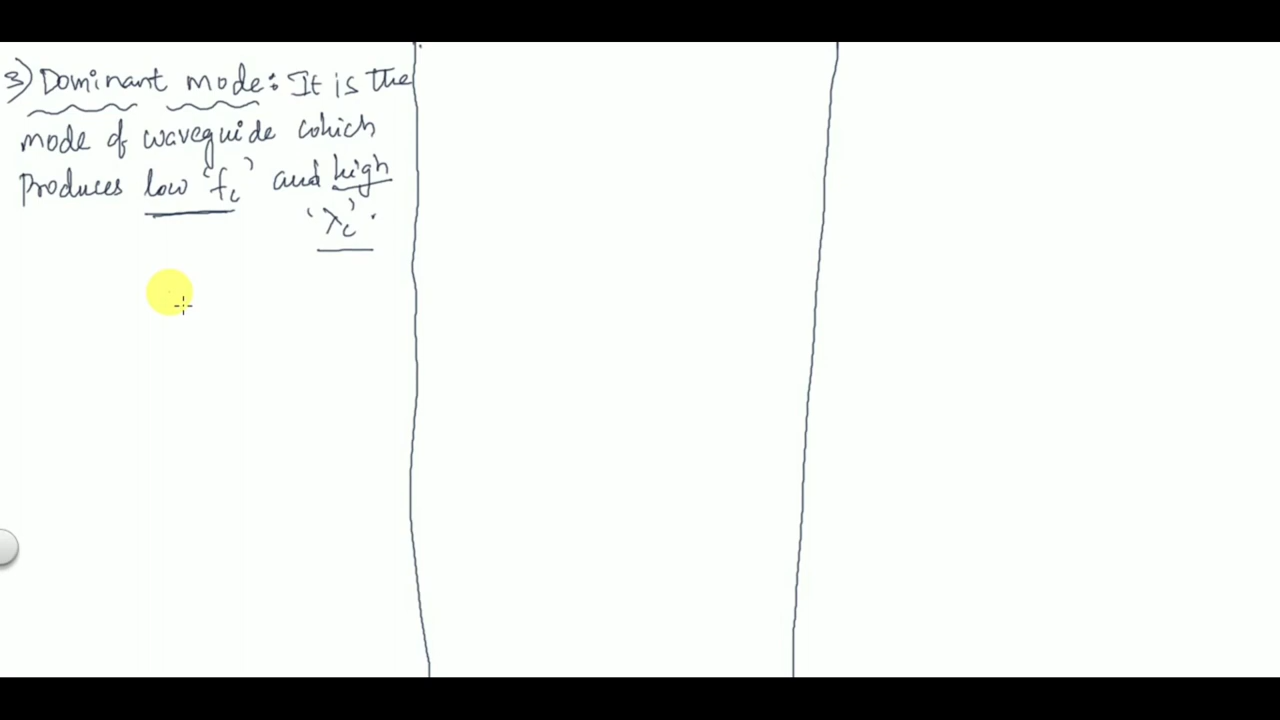 3) Dominant mode: It is the
mode of waveguide which
produces low 'fc' and high
'λc'.